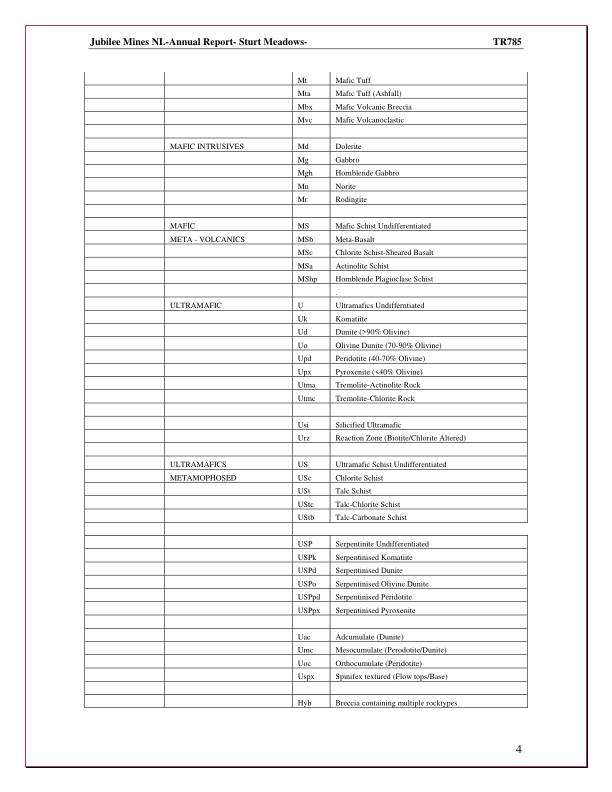 Jubilee Mines NL-Annual Report- Sturt Meadows- TR785
Mt Mafic Tuff
Mta Mafic Tuff (Ashfall)
Mbx Mafic Volcanic Breccia
Mvc Mafic Volcanoclastic
MAFIC INTRUSIVES Md Dolerite
Mg Gabbro
Mgh Hornblende Gabbro
Mn Norite
Mr Rodingite
MAFIC MS Mafic Schist Undifferentiated
META - VOLCANICS MSb Meta-Basalt
MSc Chlorite Schist-Sheared Basalt
MSa Actinolite Schist
MShp Hornblende Plagioclase Schist
.
ULTRAMAFIC U Ultramafics Undifferntiated
Uk Komatiite
Ud Dunite (>90% Olivine)
Uo Olivine Dunite (70-90% Olivine)
Upd Peridotite (40-70% Olivine)
Upx Pyroxenite (<40% Olivine)
Utma Tremolite-Actinolite Rock
Utmc Tremolite-Chlorite Rock
Usi Silicified Ultramafic
Urz Reaction Zone (Biotite/Chlorite Altered)
ULTRAMAFICS US Ultramafic Schist Undifferentiated
METAMOPHOSED USc Chlorite Schist
USt Talc Schist
UStc Talc-Chlorite Schist
UStb Talc-Carbonate Schist
USP Serpentinite Undifferentiated
USPk Serpentinised Komatiite
USPd Serpentinised Dunite
USPo Serpentinised Olivine Dunite
USPpd Serpentinised Peridotite
USPpx Serpentinised Pyroxenite
Uac Adcumulate (Dunite)
Umc Mesocumulate (Perodotite/Dunite)
Uoc Orthocumulate (Peridotite)
Uspx Spinifex textured (Flow tops/Base)
Hyb Breccia containing multiple rocktypes
4